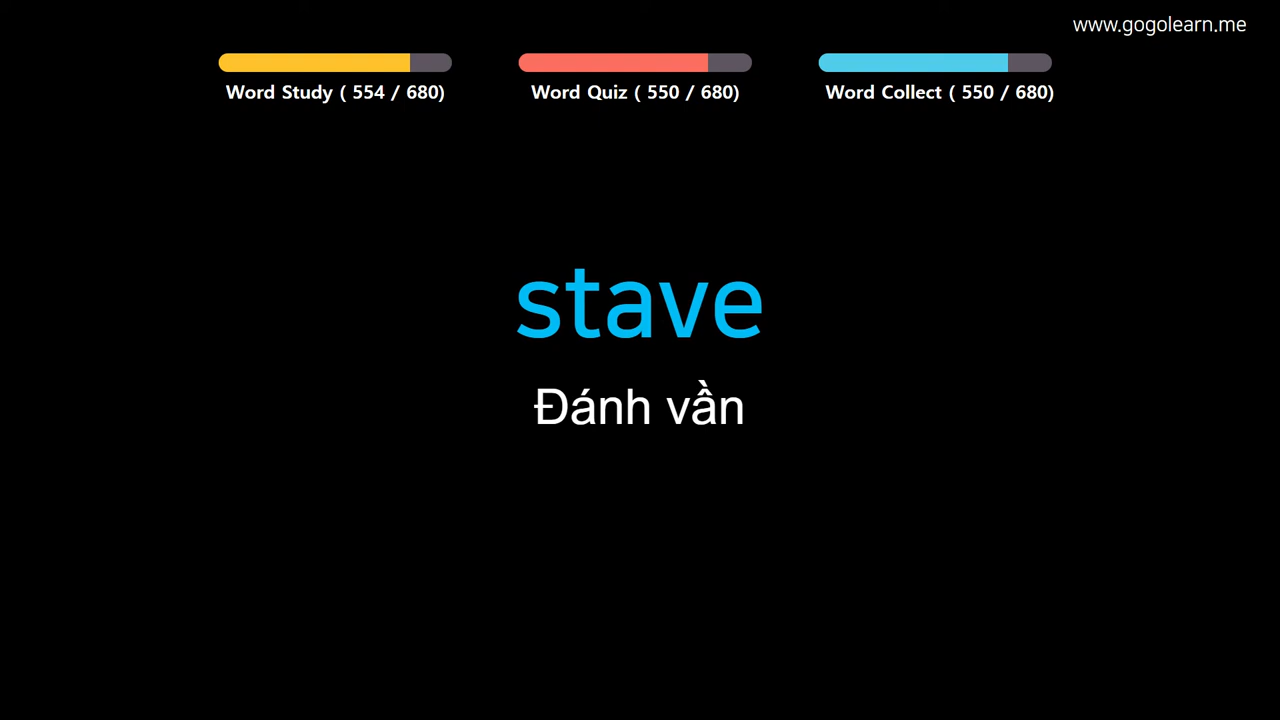 www.gogolearn.me
Word Study ( 554 / 680)
Word Quiz ( 550 / 680)
Word Collect ( 550 / 680)
stave
Đánh vần